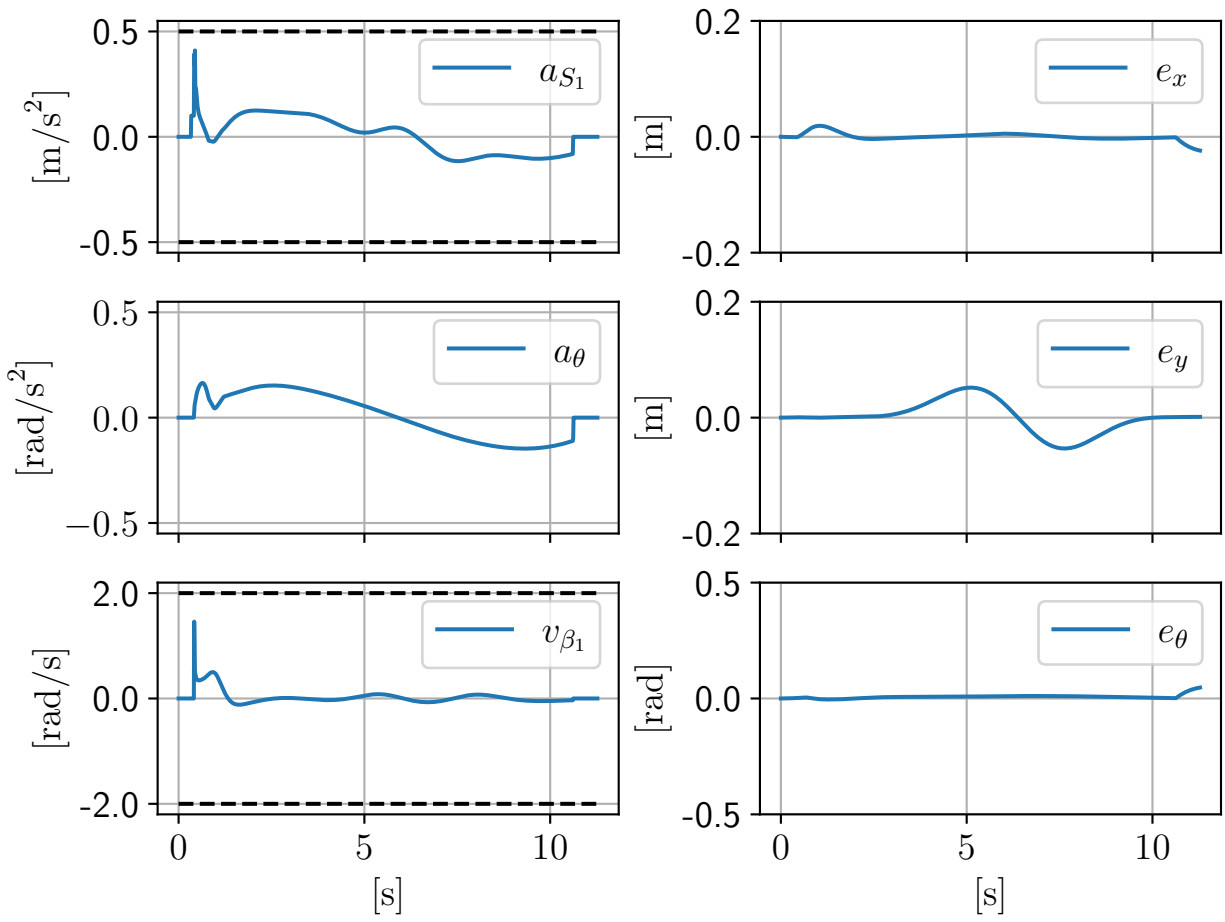 0.5
0.0
-0.5
[m/s²]
a_{S_1}
0.2
0.0
-0.2
[m]
e_x
0.5
0.0
−0.5
[rad/s²]
a_θ
0.2
0.0
-0.2
[m]
e_y
2.0
0.0
-2.0
[rad/s]
v_{β_1}
0 5 10
[s]
0.5
0.0
-0.5
[rad]
e_θ
0 5 10
[s]